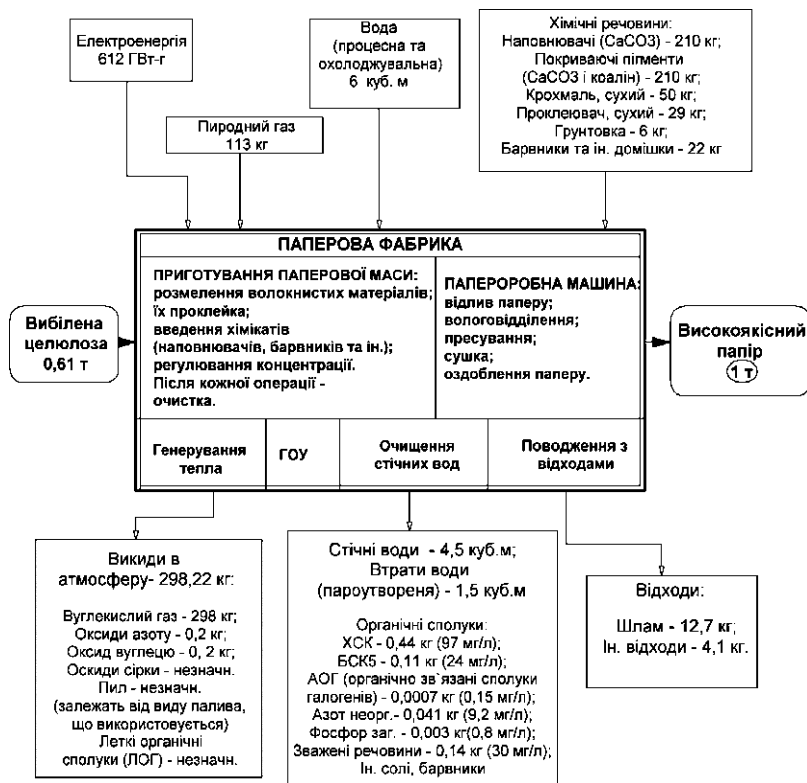 Електроенергія
612 ГВт-г
Вода
(процесна та
охолоджувальна)
6 куб. м
Хімічні речовини:
Наповнювачі (CaCO3) - 210 кг;
Покриваючі пігменти
(CaCO3 і коалін) - 210 кг;
Крохмаль, сухий - 50 кг;
Проклеювач, сухий - 29 кг;
Грунтовка - 6 кг;
Барвники та ін. домішки - 22 кг
Пиродний газ
113 кг
ПАПЕРОВА ФАБРИКА
ПРИГОТУВАННЯ ПАПЕРОВОЇ МАСИ:
розмелення волокнистих матеріалів;
їх проклейка;
введення хімікатів
(наповнювачів, барвників та ін.);
регулювання концентрації.
Після кожної операції -
очистка.
ПАПЕРОРОБНА МАШИНА:
відлив паперу;
вологовідділення;
пресування;
сушка;
оздоблення паперу.
Вибілена
целюлоза
0,61 т
Високоякісний
папір
1 т
Генерування
тепла
ГОУ
Очищення
стічних вод
Поводження з
відходами
Викиди в
атмосферу- 298,22 кг:
Вуглекислий газ - 298 кг;
Оксиди азоту - 0,2 кг;
Оксид вуглецю - 0, 2 кг;
Оскиди сірки - незначн.
Пил - незначн.
(залежать від виду палива,
що використовується)
Леткі органічні
сполуки (ЛОГ) - незначн.
Стічні води - 4,5 куб.м;
Втрати води
(пароутвореня) - 1,5 куб.м
Органічні сполуки:
ХСК - 0,44 кг (97 мг/л);
БСК5 - 0,11 кг (24 мг/л);
АОГ (органічно зв`язані сполуки
галогенів) - 0,0007 кг (0,15 мг/л);
Азот неорг.- 0,041 кг (9,2 мг/л);
Фосфор заг. - 0,003 кг(0,8 мг/л);
Зважені речовини - 0,14 кг (30 мг/л);
Ін. солі, барвники
Відходи:
Шлам - 12,7 кг;
Ін. відходи - 4,1 кг.